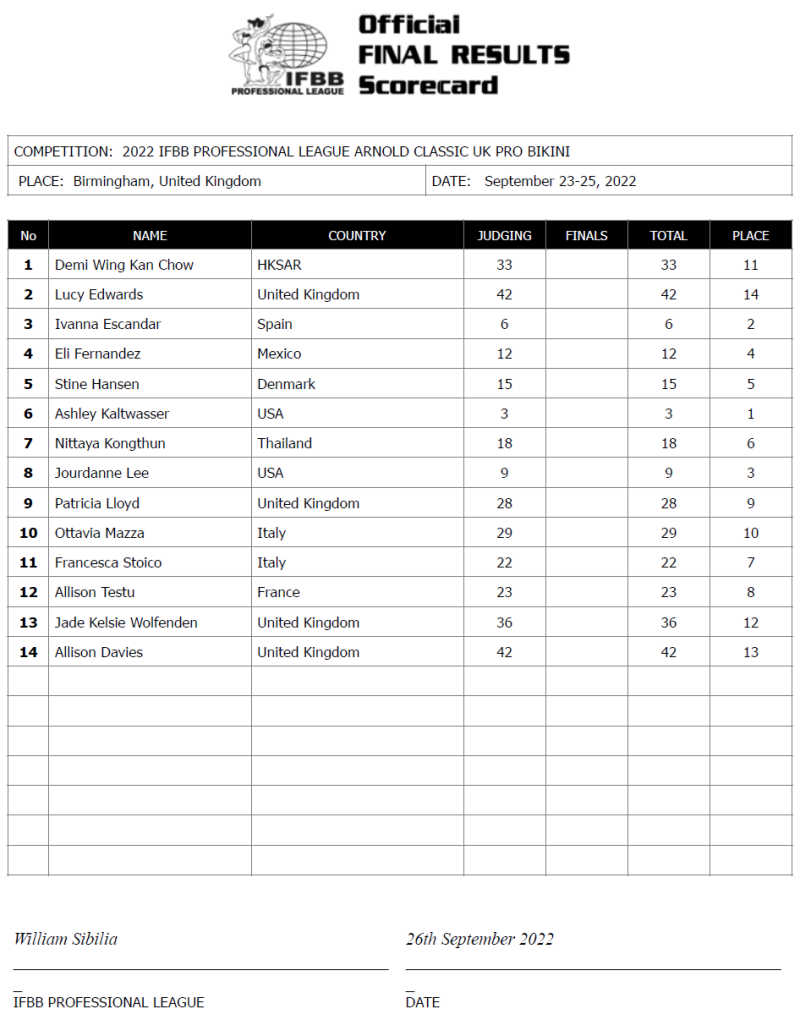 Official
FINAL RESULTS
Scorecard
IFBB
PROFESSIONAL LEAGUE
COMPETITION: 2022 IFBB PROFESSIONAL LEAGUE ARNOLD CLASSIC UK PRO BIKINI
PLACE: Birmingham, United Kingdom DATE: September 23-25, 2022
No NAME COUNTRY JUDGING FINALS TOTAL PLACE
1 Demi Wing Kan Chow HKSAR 33 33 11
2 Lucy Edwards United Kingdom 42 42 14
3 Ivanna Escandar Spain 6 6 2
4 Eli Fernandez Mexico 12 12 4
5 Stine Hansen Denmark 15 15 5
6 Ashley Kaltwasser USA 3 3 1
7 Nittaya Kongthun Thailand 18 18 6
8 Jourdanne Lee USA 9 9 3
9 Patricia Lloyd United Kingdom 28 28 9
10 Ottavia Mazza Italy 29 29 10
11 Francesca Stoico Italy 22 22 7
12 Allison Testu France 23 23 8
13 Jade Kelsie Wolfenden United Kingdom 36 36 12
14 Allison Davies United Kingdom 42 42 13
William Sibilia 26th September 2022
IFBB PROFESSIONAL LEAGUE DATE